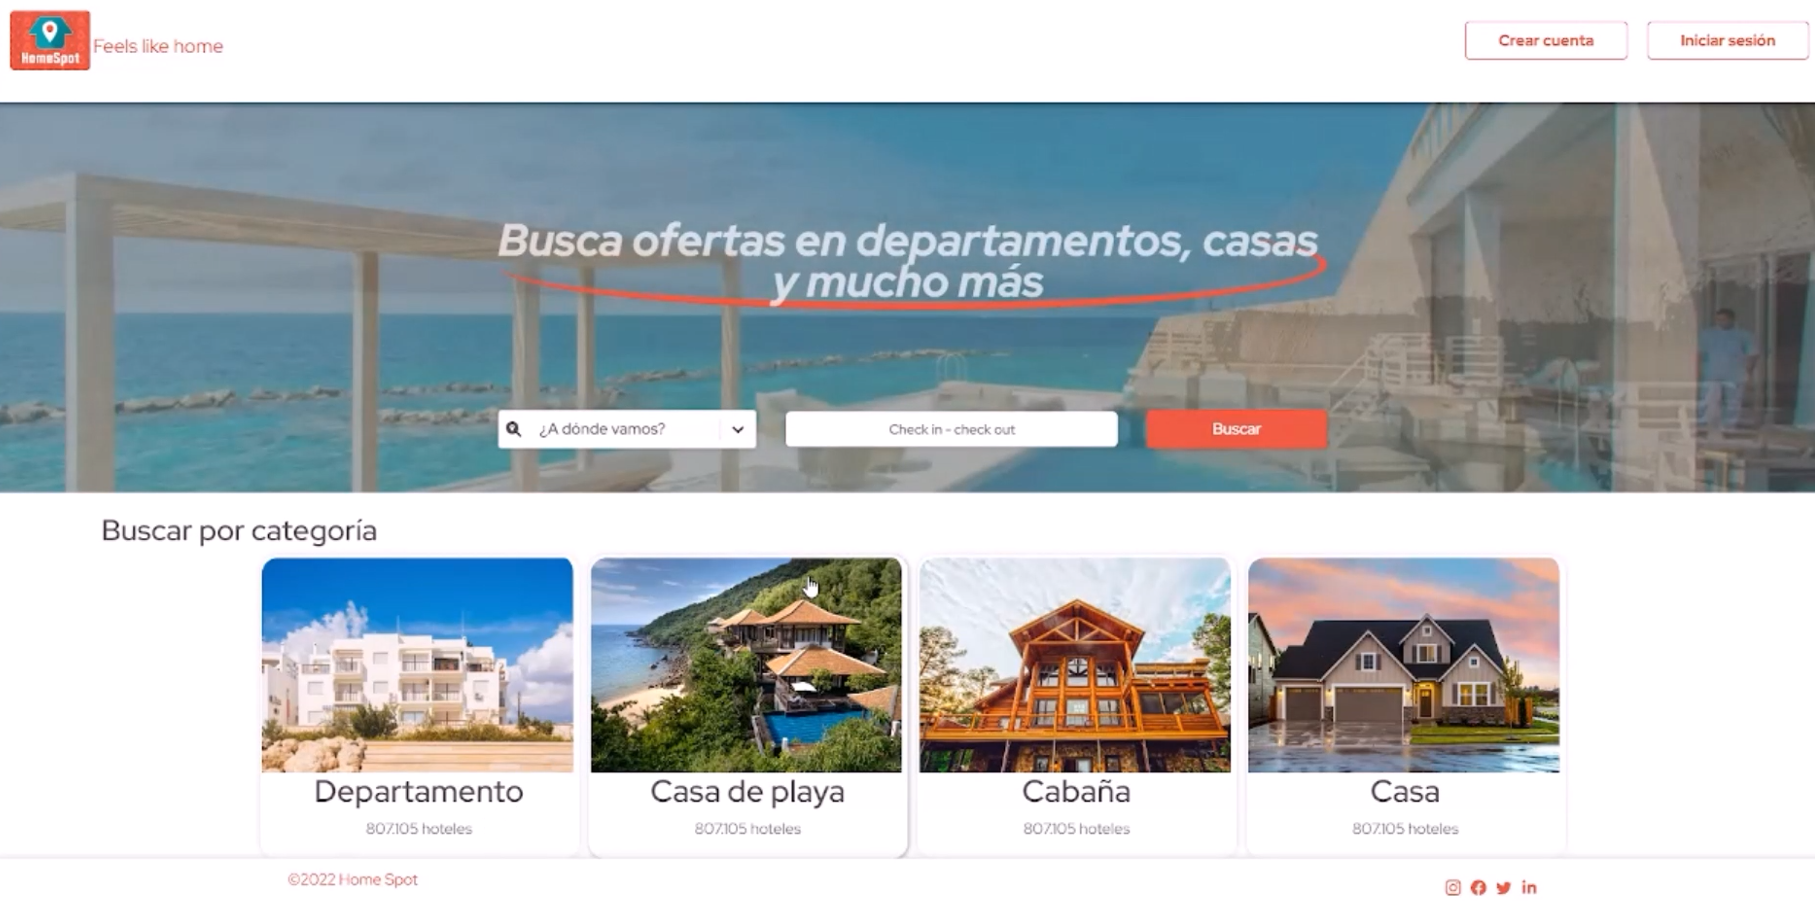 HomeSpot
Feels like home
Crear cuenta
Iniciar sesión
Busca ofertas en departamentos, casas
y mucho más
¿A dónde vamos?
Check in - check out
Buscar
Buscar por categoría
Departamento
807.105 hoteles
Casa de playa
807.105 hoteles
Cabaña
807.105 hoteles
Casa
807.105 hoteles
©2022 Home Spot